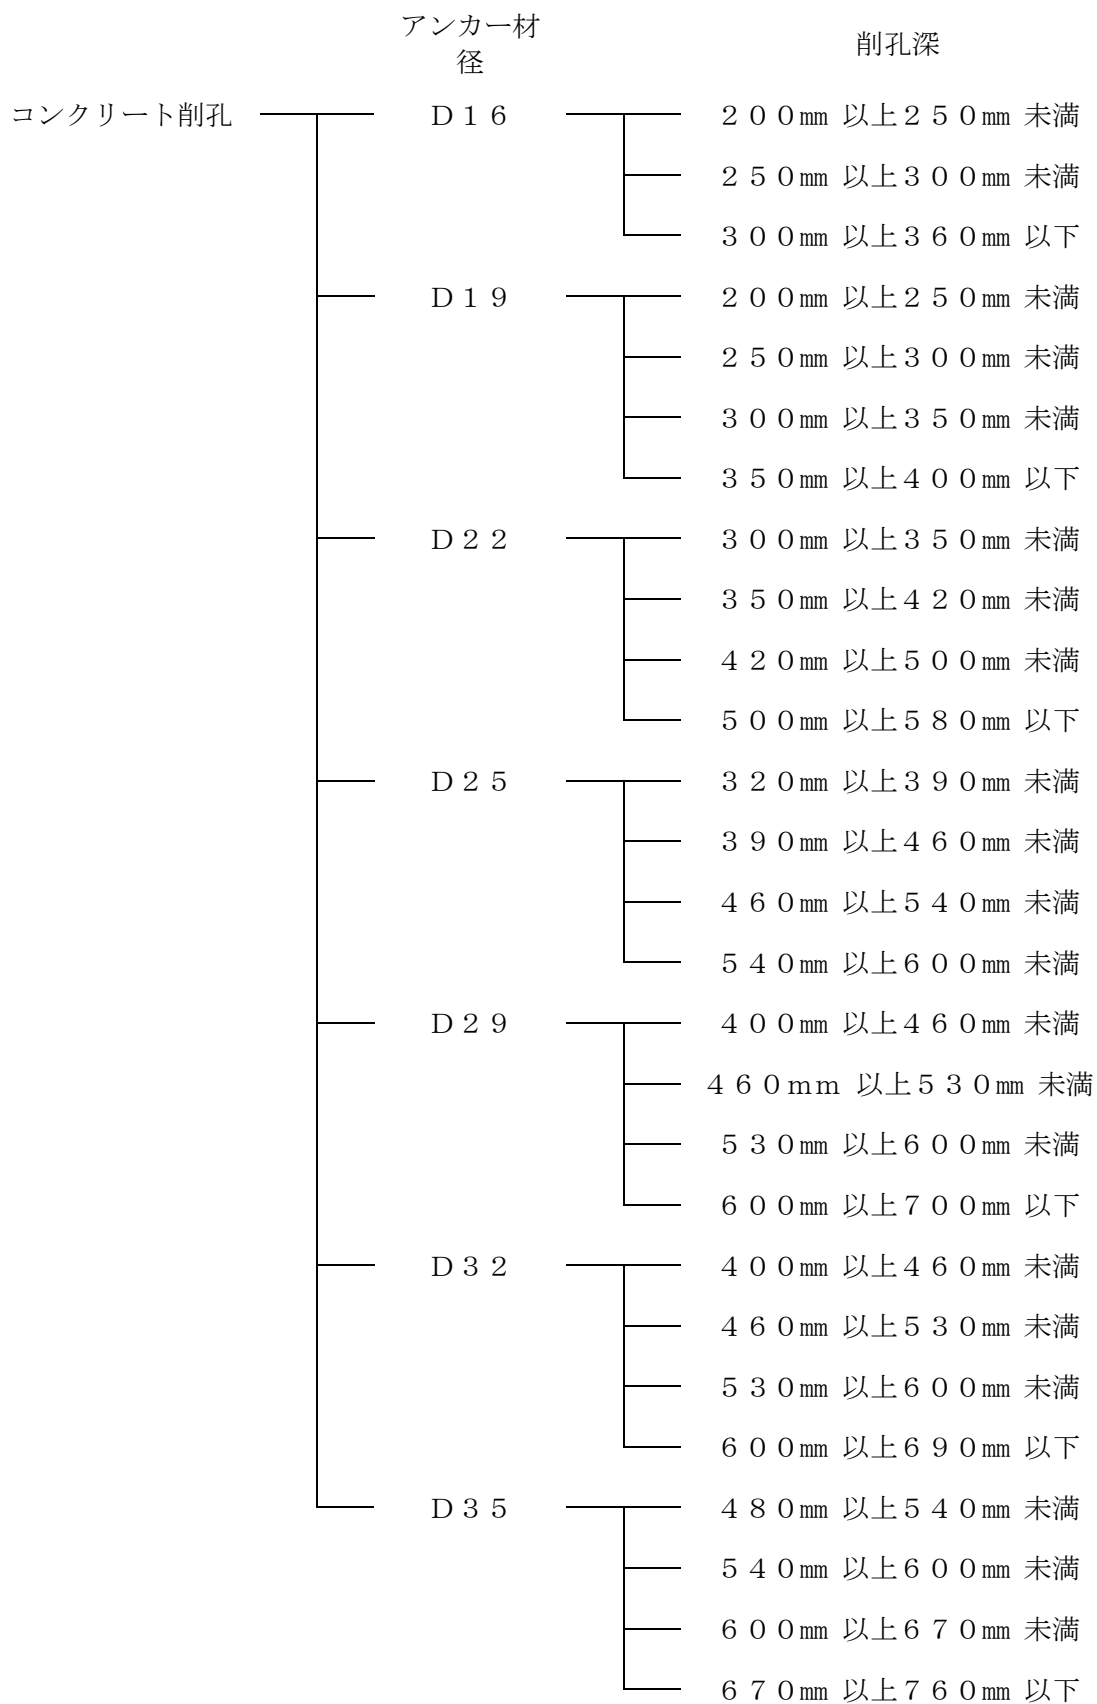 アンカー材
径
削孔深
コンクリート削孔 Ｄ１６ ２００㎜ 以上２５０㎜ 未満
２５０㎜ 以上３００㎜ 未満
３００㎜ 以上３６０㎜ 以下
Ｄ１９ ２００㎜ 以上２５０㎜ 未満
２５０㎜ 以上３００㎜ 未満
３００㎜ 以上３５０㎜ 未満
３５０㎜ 以上４００㎜ 以下
Ｄ２２ ３００㎜ 以上３５０㎜ 未満
３５０㎜ 以上４２０㎜ 未満
４２０㎜ 以上５００㎜ 未満
５００㎜ 以上５８０㎜ 以下
Ｄ２５ ３２０㎜ 以上３９０㎜ 未満
３９０㎜ 以上４６０㎜ 未満
４６０㎜ 以上５４０㎜ 未満
５４０㎜ 以上６００㎜ 未満
Ｄ２９ ４００㎜ 以上４６０㎜ 未満
４６０ｍｍ 以上５３０㎜ 未満
５３０㎜ 以上６００㎜ 未満
６００㎜ 以上７００㎜ 以下
Ｄ３２ ４００㎜ 以上４６０㎜ 未満
４６０㎜ 以上５３０㎜ 未満
５３０㎜ 以上６００㎜ 未満
６００㎜ 以上６９０㎜ 以下
Ｄ３５ ４８０㎜ 以上５４０㎜ 未満
５４０㎜ 以上６００㎜ 未満
６００㎜ 以上６７０㎜ 未満
６７０㎜ 以上７６０㎜ 以下